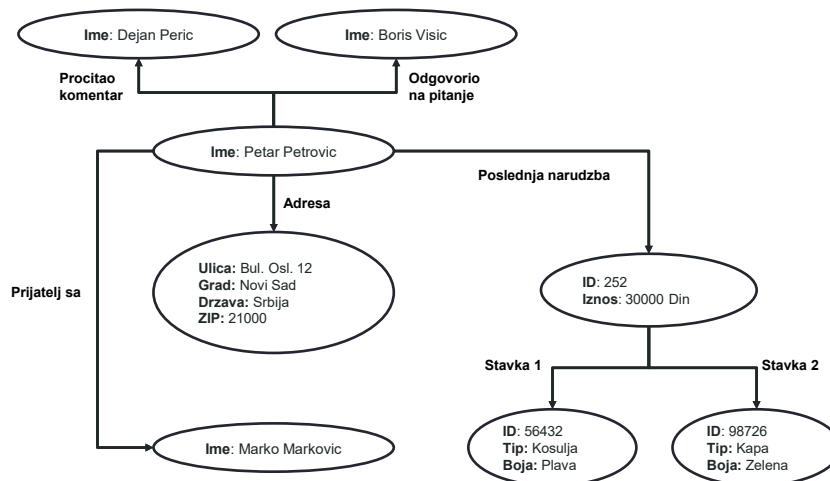 Ime: Dejan Peric
Ime: Boris Visic
Procitao
komentar
Odgovorio
na pitanje
Ime: Petar Petrovic
Poslednja narudzba
Adresa
Ulica: Bul. Osl. 12
Grad: Novi Sad
Drzava: Srbija
ZIP: 21000
Prijatelj sa
ID: 252
Iznos: 30000 Din
Stavka 1
Stavka 2
Ime: Marko Markovic
ID: 56432
Tip: Kosulja
Boja: Plava
ID: 98726
Tip: Kapa
Boja: Zelena